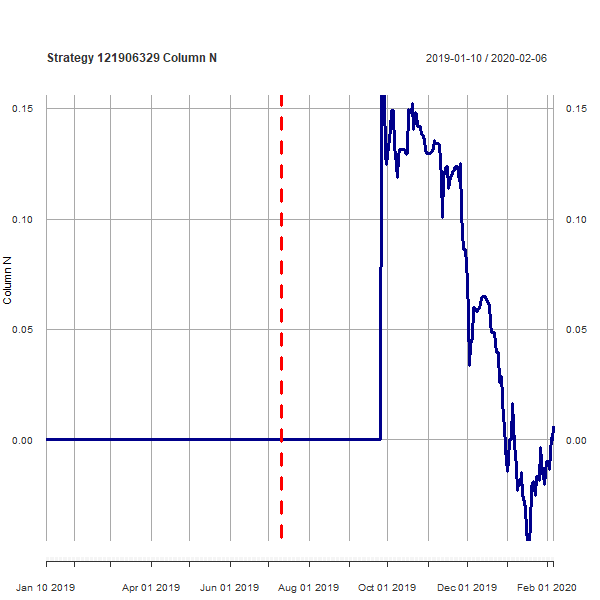 Strategy 121906329 Column N
2019-01-10 / 2020-02-06
0.15
0.15
0.10
0.10
Column N
0.05
0.05
0.00
0.00
Jan 10 2019
Apr 01 2019
Jun 01 2019
Aug 01 2019
Oct 01 2019
Dec 01 2019
Feb 01 2020